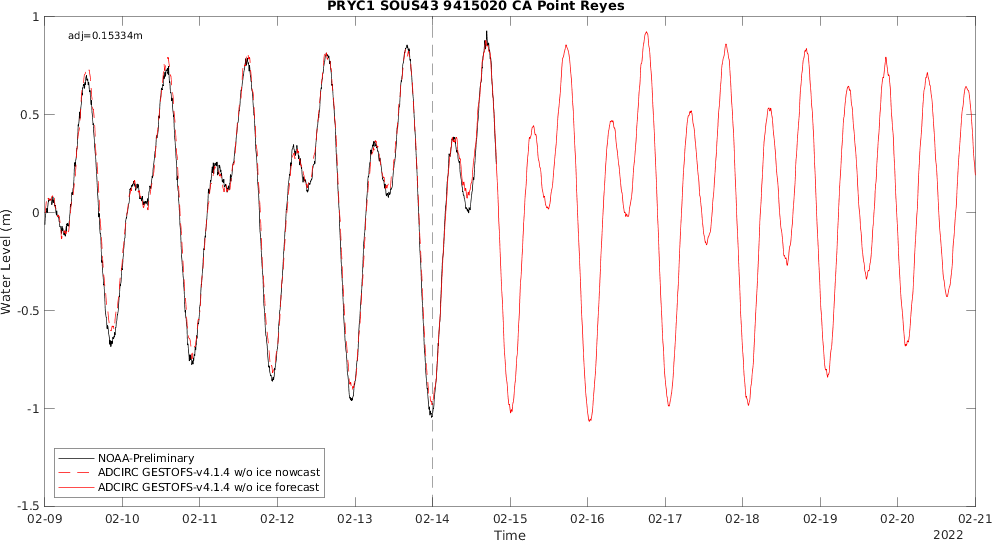 PRYC1 SOUS43 9415020 CA Point Reyes
adj=0.15334m
1
0.5
0
-0.5
-1
-1.5
Water Level (m)
NOAA-Preliminary
ADCIRC GESTOFS-v4.1.4 w/o ice nowcast
ADCIRC GESTOFS-v4.1.4 w/o ice forecast
02-09 02-10 02-11 02-12 02-13 02-14 02-15 02-16 02-17 02-18 02-19 02-20 02-21
Time
2022